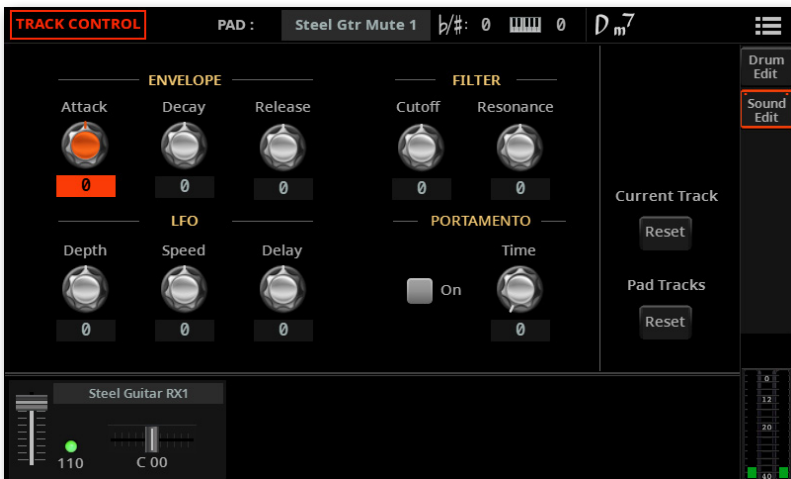 TRACK CONTROL PAD : Steel Gtr Mute 1 b/#: 0 0 Dm7
Drum
Edit
Sound
Edit
ENVELOPE FILTER
Attack Decay Release Cutoff Resonance
0 0 0 0 0
LFO PORTAMENTO
Depth Speed Delay Time
On
0 0 0 0
Current Track
Reset
Pad Tracks
Reset
Steel Guitar RX1
110 C 00
0
12
20
40